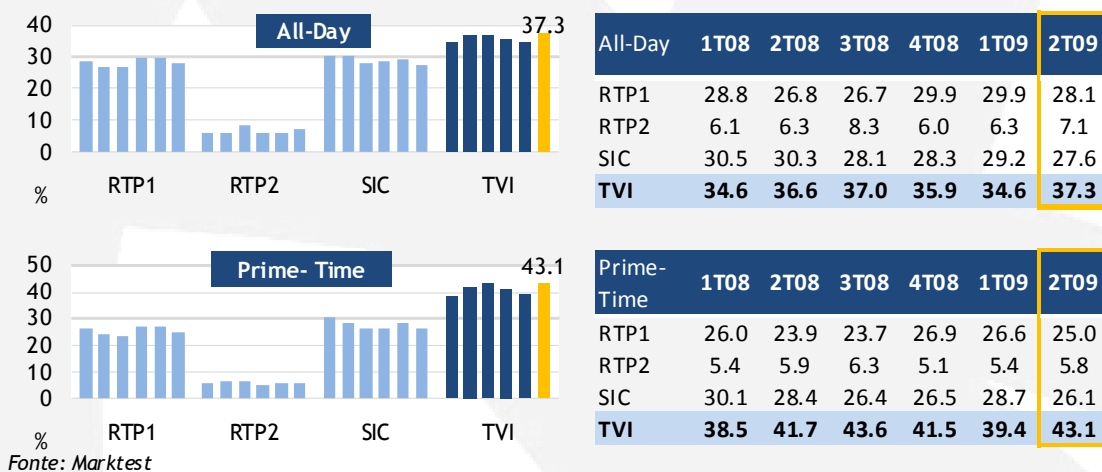 All-Day
37.3
40
30
20
10
0
%
RTP1 RTP2 SIC TVI
All-Day 1T08 2T08 3T08 4T08 1T09 2T09
RTP1 28.8 26.8 26.7 29.9 29.9 28.1
RTP2 6.1 6.3 8.3 6.0 6.3 7.1
SIC 30.5 30.3 28.1 28.3 29.2 27.6
TVI 34.6 36.6 37.0 35.9 34.6 37.3
Prime- Time
43.1
50
40
30
20
10
0
%
RTP1 RTP2 SIC TVI
Prime-
Time 1T08 2T08 3T08 4T08 1T09 2T09
RTP1 26.0 23.9 23.7 26.9 26.6 25.0
RTP2 5.4 5.9 6.3 5.1 5.4 5.8
SIC 30.1 28.4 26.4 26.5 28.7 26.1
TVI 38.5 41.7 43.6 41.5 39.4 43.1
Fonte: Marktest